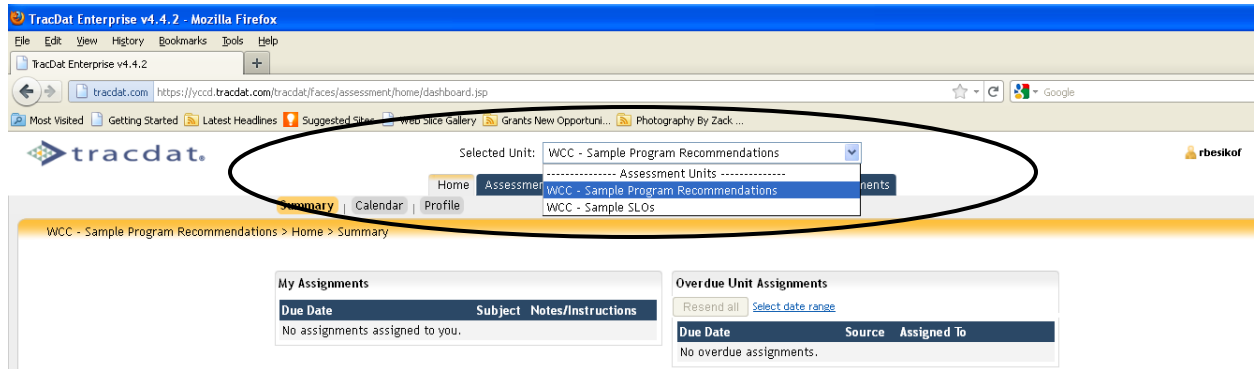 TracDat Enterprise v4.4.2 - Mozilla Firefox
File Edit View History Bookmarks Tools Help
TracDat Enterprise v4.4.2 +
tracdat.com https://yccd.tracdat.com/tracdat/faces/assessment/home/dashboard.jsp Google
Most Visited Getting Started Latest Headlines Suggested Sites Web Slice Gallery Grants New Opportuni... Photography By Zack ...
tracdat. Selected Unit: WCC - Sample Program Recommendations rbesikof
--------------- Assessment Units --------------
Home WCC - Sample Program Recommendations
WCC - Sample SLOs
Summary | Calendar | Profile
WCC - Sample Program Recommendations > Home > Summary
My Assignments
Due Date Subject Notes/Instructions
No assignments assigned to you.
Overdue Unit Assignments
Resend all Select date range
Due Date Source Assigned To
No overdue assignments.